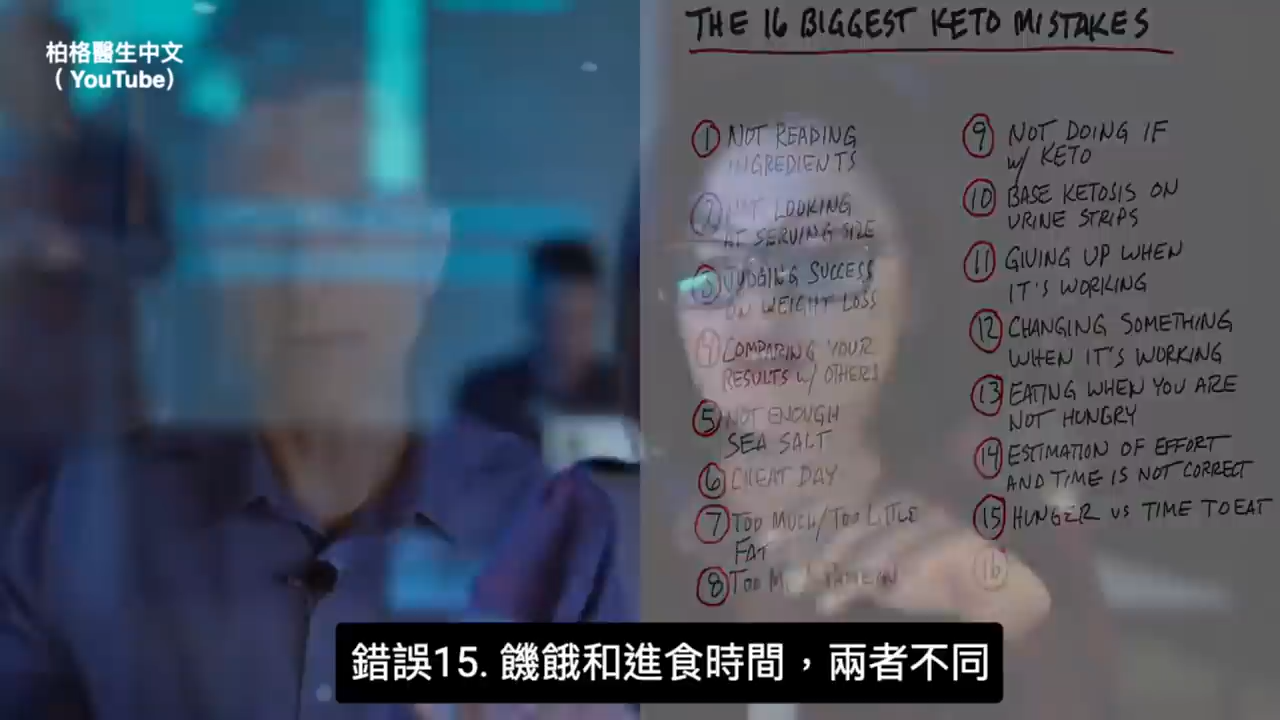 柏格醫生中文
（ YouTube）
THE 16 BIGGEST KETO MISTAKES
1 NOT READING
INGREDIENTS
2 NOT LOOKING
AT SERVING SIZE
3 JUDGING SUCCESS
ON WEIGHT LOSS
4 COMPARING YOUR
RESULTS w/ OTHERS
5 NOT ENOUGH
SEA SALT
6 CHEAT DAY
7 TOO MUCH/TOO LITTLE
FAT
8 TOO
9 NOT DOING IF
w/ KETO
10 BASE KETOSIS ON
URINE STRIPS
11 GIVING UP WHEN
IT'S WORKING
12 CHANGING SOMETHING
WHEN IT'S WORKING
13 EATING WHEN YOU ARE
NOT HUNGRY
14 ESTIMATION OF EFFORT
AND TIME IS NOT CORRECT
15 HUNGER VS TIME TO EAT
16
錯誤15. 饑餓和進食時間，兩者不同